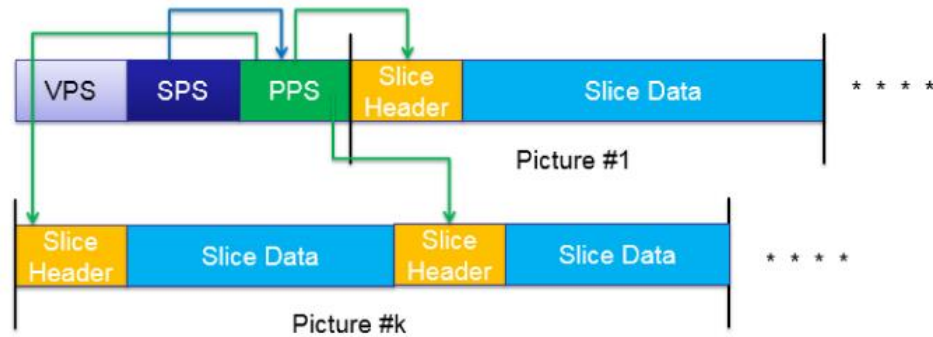 VPS
SPS
PPS
Slice
Header
Slice Data
* * * *
Picture #1
Slice
Header
Slice Data
Slice
Header
Slice Data
* * * *
Picture #k